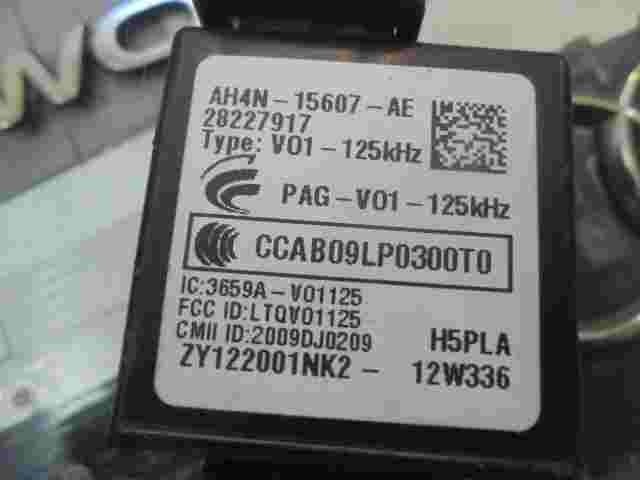 WO
AH4N-15607-AE
28227917
Type: V01-125kHz
PAG-V01-125kHz
CCAB09LP0300T0
IC:3659A-V01125
FCC ID:LTQV01125
CMII ID:2009DJ0209
H5PLA
ZY122001NK2- 12W336